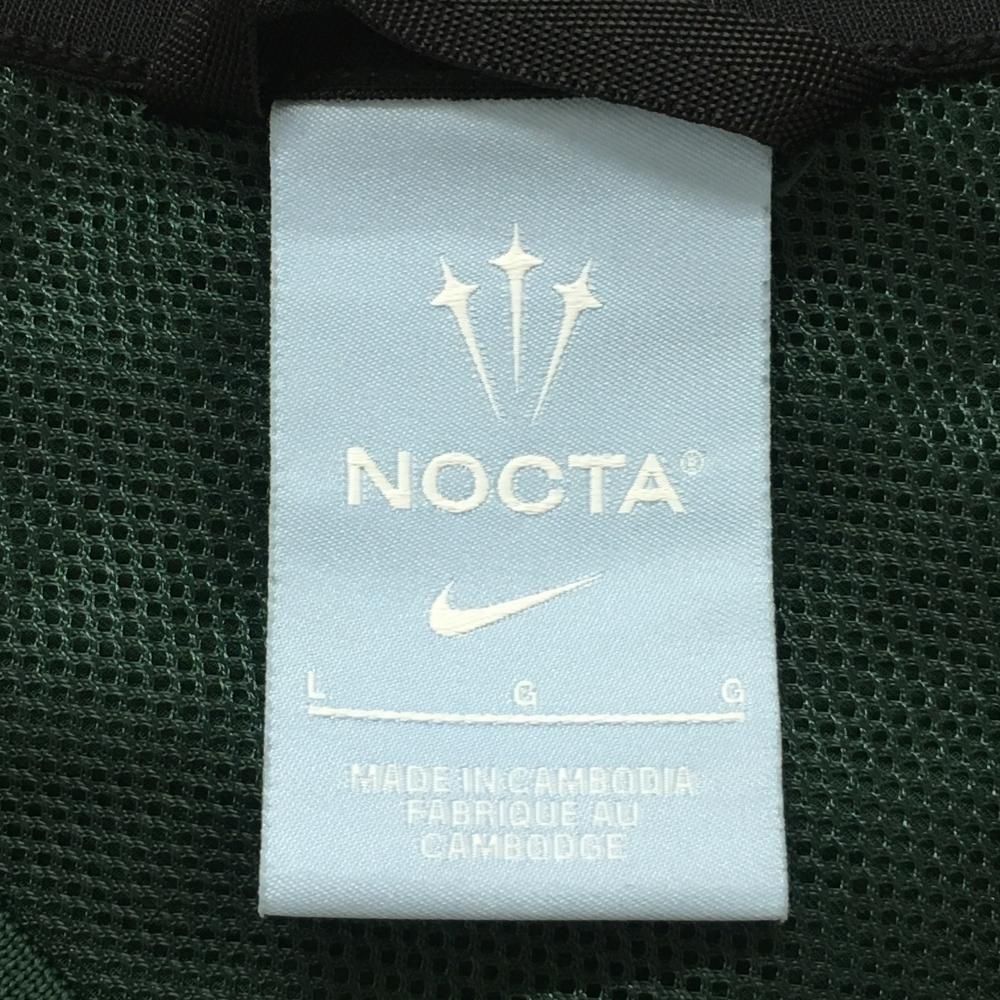 NOCTA®
L G G
MADE IN CAMBODIA
FABRIQUE AU
CAMBODGE